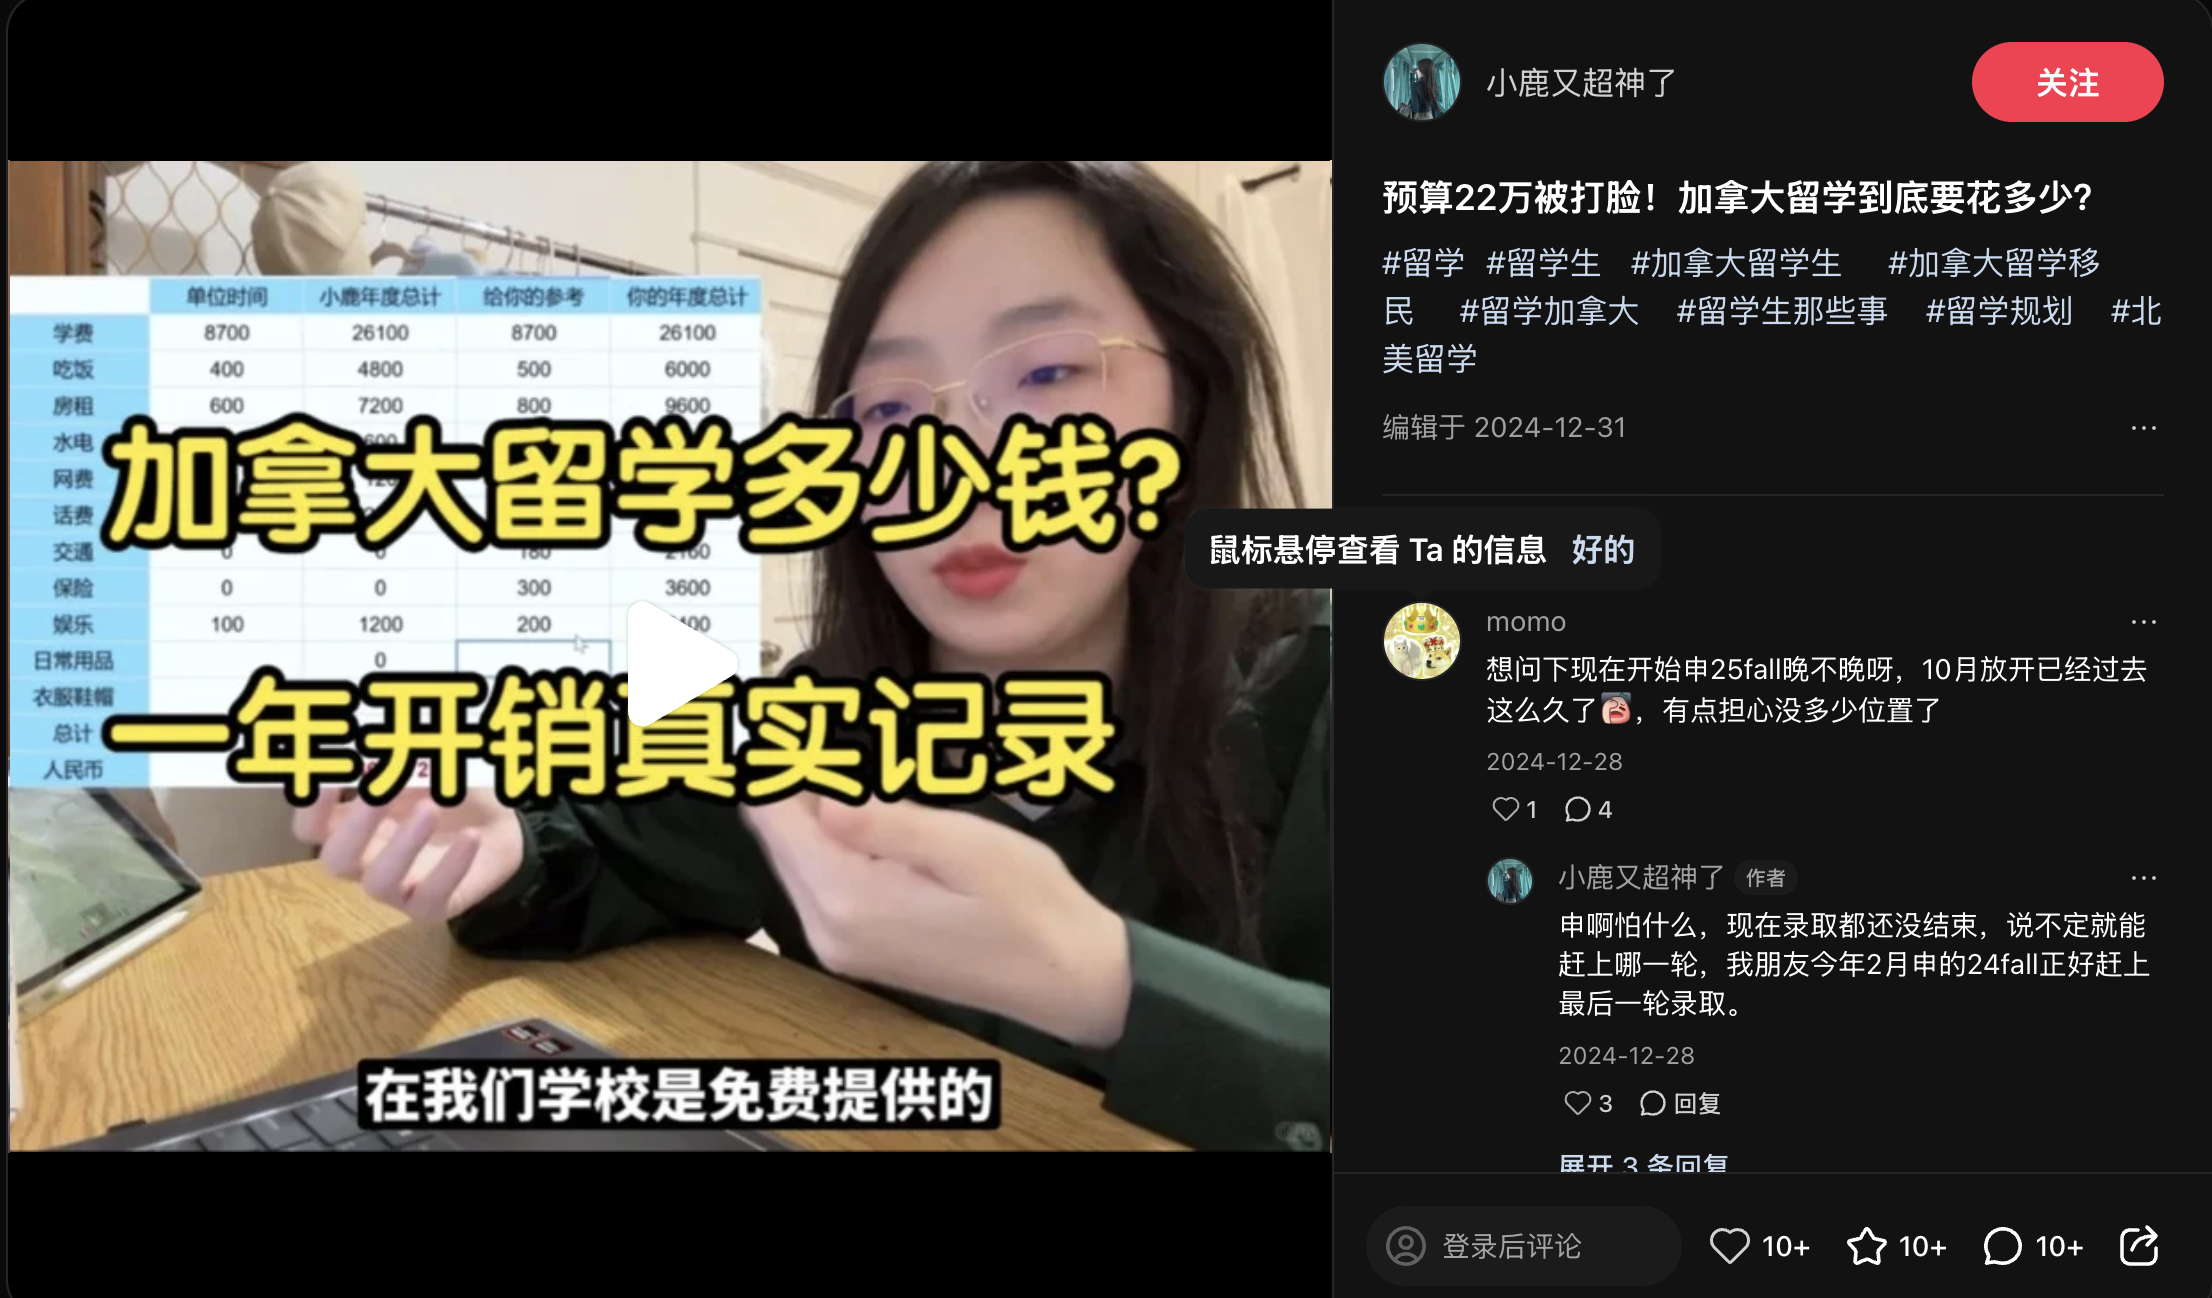 单位时间 小鹿年度总计 给你的参考 你的年度总计
学费 8700 26100 8700 26100
吃饭 400 4800 500 6000
房租 600 7200 800 9600
水电
网费
话费
交通 0 0 180 2160
保险 0 0 300 3600
娱乐 100 1200 200
日常用品 0
衣服鞋帽
总计
人民币
加拿大留学多少钱?
一年开销真实记录
在我们学校是免费提供的
小鹿又超神了
关注
预算22万被打脸！加拿大留学到底要花多少?
#留学 #留学生 #加拿大留学生 #加拿大留学移
民 #留学加拿大 #留学生那些事 #留学规划 #北
美留学
编辑于 2024-12-31
鼠标悬停查看 Ta 的信息 好的
momo
想问下现在开始申25fall晚不晚呀，10月放开已经过去
这么久了，有点担心没多少位置了
2024-12-28
1 4
小鹿又超神了 作者
申啊怕什么，现在录取都还没结束，说不定就能
赶上哪一轮，我朋友今年2月申的24fall正好赶上
最后一轮录取。
2024-12-28
3 回复
展开 3 条回复
登录后评论 10+ 10+ 10+